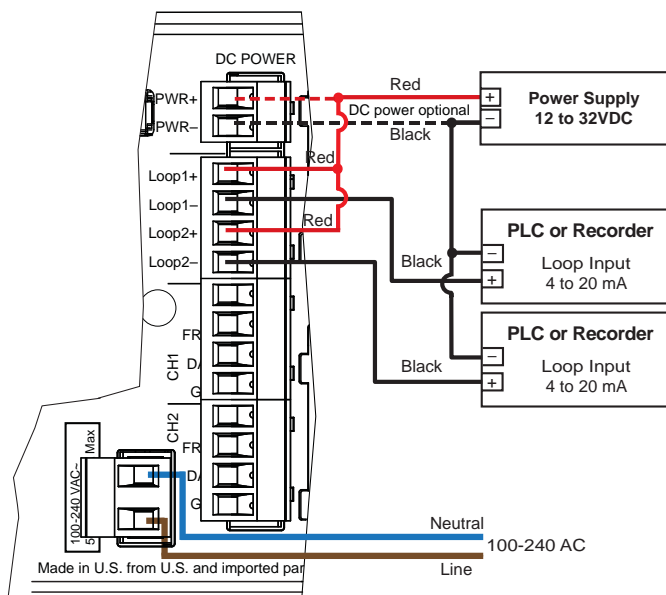 DC POWER
PWR+
PWR–
Red
DC power optional
Black
+
–
Power Supply
12 to 32VDC
Loop1+
Loop1–
Loop2+
Loop2–
Red
Red
Black
–
+
PLC or Recorder
Loop Input
4 to 20 mA
Black
–
+
PLC or Recorder
Loop Input
4 to 20 mA
CH1
FR
D/
G
CH2
FR
D/
G
100-240 VAC~
5
Max
Neutral
100-240 AC
Line
Made in U.S. from U.S. and imported par